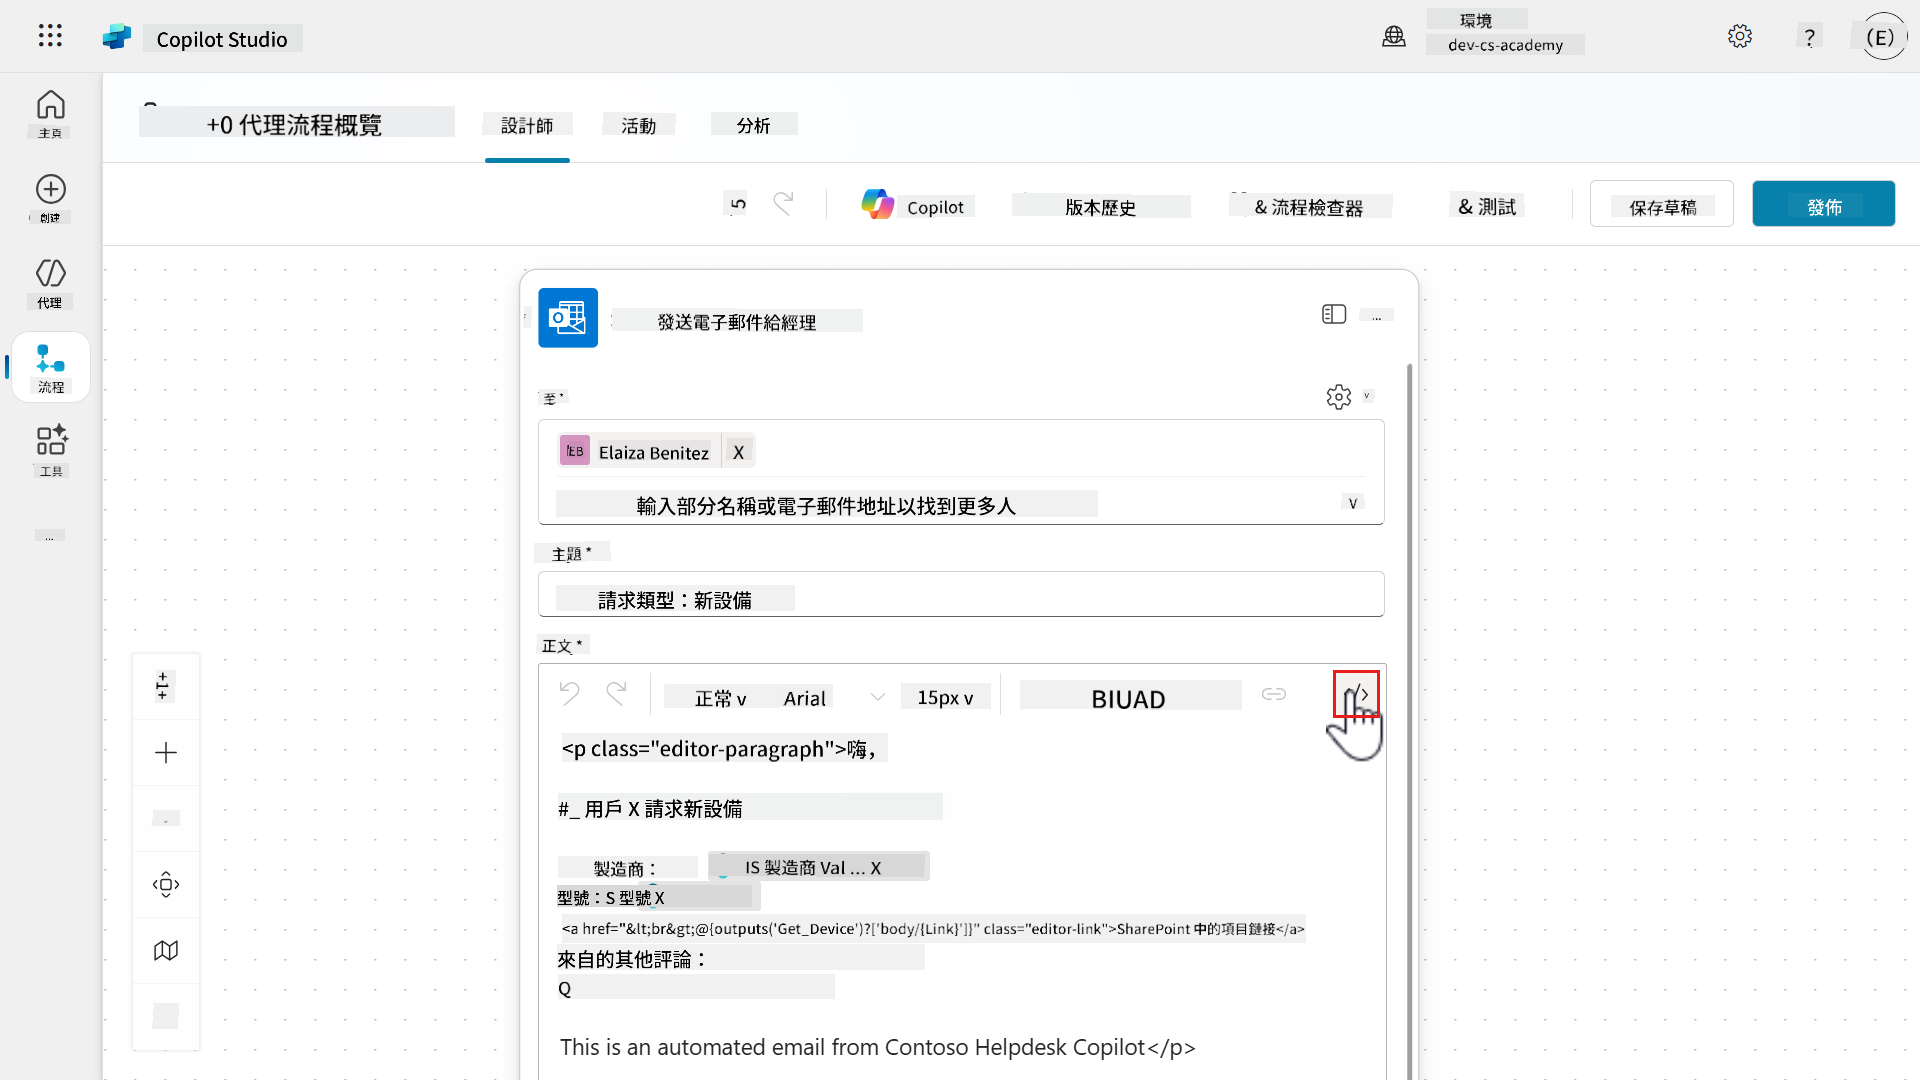 Copilot Studio
環境
dev-cs-academy
?
(E)
主頁
創建
代理
流程
工具
...
+0 代理流程概覽
設計師
活動
分析
5
Copilot
版本歷史
& 流程檢查器
& 測試
保存草稿
發佈
發送電子郵件給經理
...
至 *
v
EB
Elaiza Benitez
X
輸入部分名稱或電子郵件地址以找到更多人
v
主題 *
請求類型：新設備
正文 *
正常 v
Arial
15px v
BIUAD
</>
<p class="editor-paragraph">嗨，
#_ 用戶 X 請求新設備
製造商：
IS 製造商 Val ... X
型號：S 型號 X
<a href="&lt;br&gt;@{outputs('Get_Device')?['body/{Link}']}" class="editor-link">SharePoint 中的項目鏈接</a>
來自的其他評論：
Q
This is an automated email from Contoso Helpdesk Copilot</p>